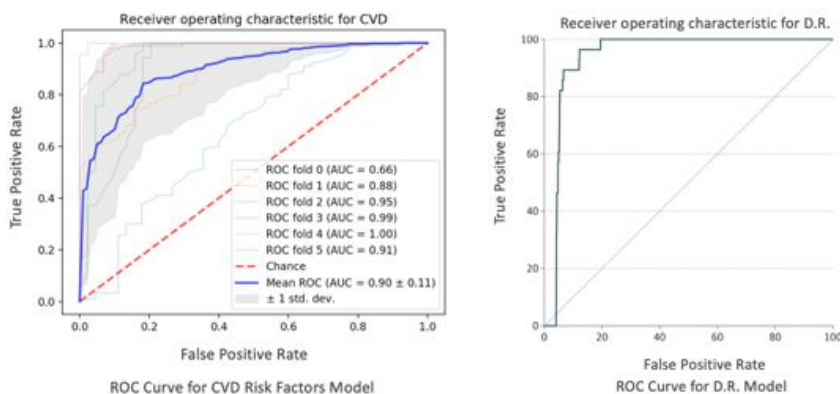 Receiver operating characteristic for CVD
1.0
0.8
0.6
0.4
0.2
0.0
True Positive Rate
ROC fold 0 (AUC = 0.66)
ROC fold 1 (AUC = 0.88)
ROC fold 2 (AUC = 0.95)
ROC fold 3 (AUC = 0.99)
ROC fold 4 (AUC = 1.00)
ROC fold 5 (AUC = 0.91)
Chance
Mean ROC (AUC = 0.90 ± 0.11)
± 1 std. dev.
0.0 0.2 0.4 0.6 0.8 1.0
False Positive Rate
ROC Curve for CVD Risk Factors Model
Receiver operating characteristic for D.R.
100
80
60
40
20
0
True Positive Rate
0 20 40 60 80 100
False Positive Rate
ROC Curve for D.R. Model